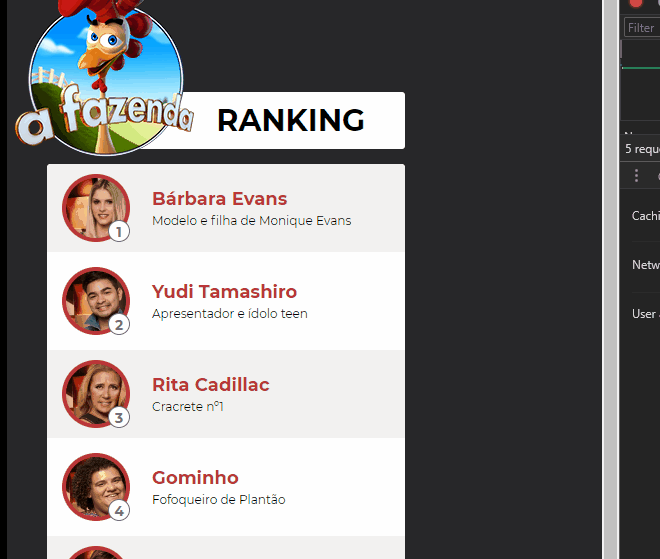 a fazenda
RANKING
1
Bárbara Evans
Modelo e filha de Monique Evans
2
Yudi Tamashiro
Apresentador e ídolo teen
3
Rita Cadillac
Cracrete nº1
4
Gominho
Fofoqueiro de Plantão
Filter
5 reque
Cachi
Netw
User